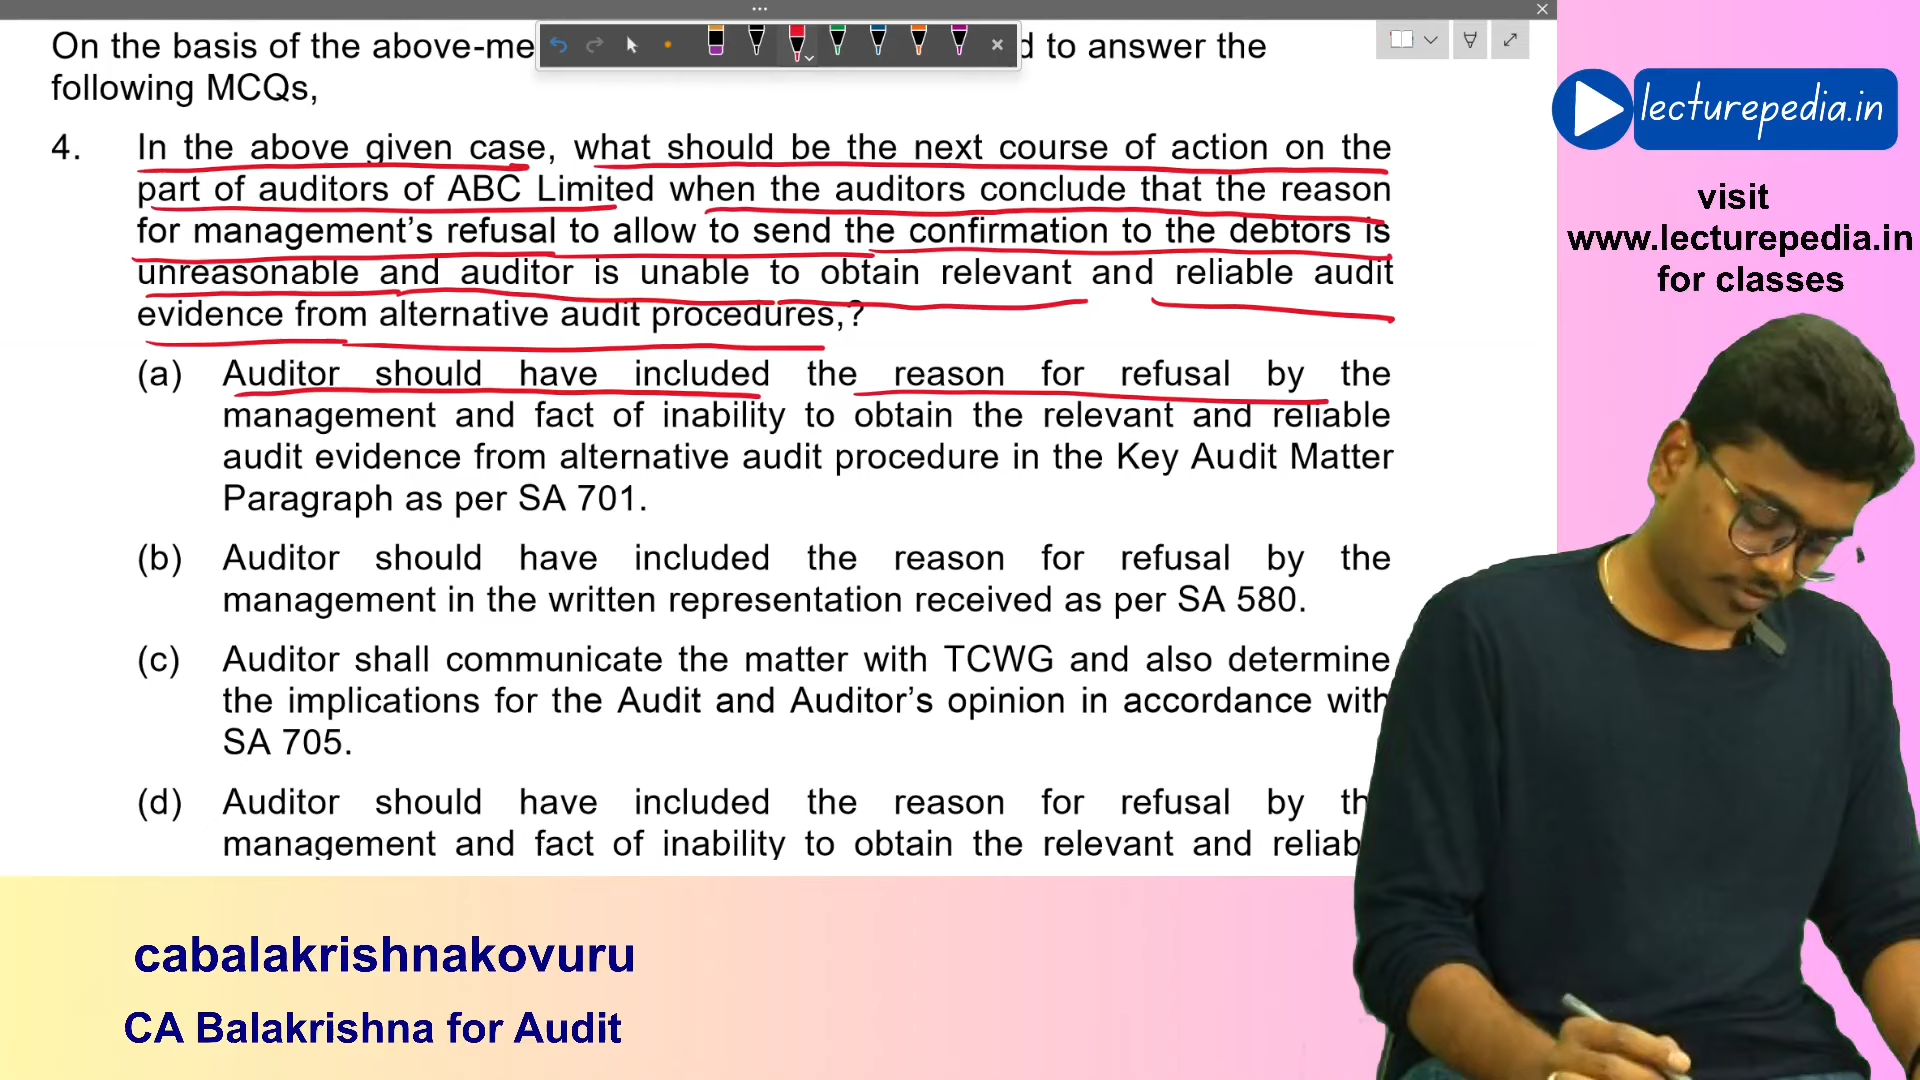 On the basis of the above-me d to answer the
following MCQs,
4. In the above given case, what should be the next course of action on the
part of auditors of ABC Limited when the auditors conclude that the reason
for management's refusal to allow to send the confirmation to the debtors is
unreasonable and auditor is unable to obtain relevant and reliable audit
evidence from alternative audit procedures,?
(a) Auditor should have included the reason for refusal by the
management and fact of inability to obtain the relevant and reliable
audit evidence from alternative audit procedure in the Key Audit Matter
Paragraph as per SA 701.
(b) Auditor should have included the reason for refusal by the
management in the written representation received as per SA 580.
(c) Auditor shall communicate the matter with TCWG and also determine
the implications for the Audit and Auditor's opinion in accordance with
SA 705.
(d) Auditor should have included the reason for refusal by th
management and fact of inability to obtain the relevant and reliab
lecturepedia.in
visit
www.lecturepedia.in
for classes
cabalakrishnakovuru
CA Balakrishna for Audit